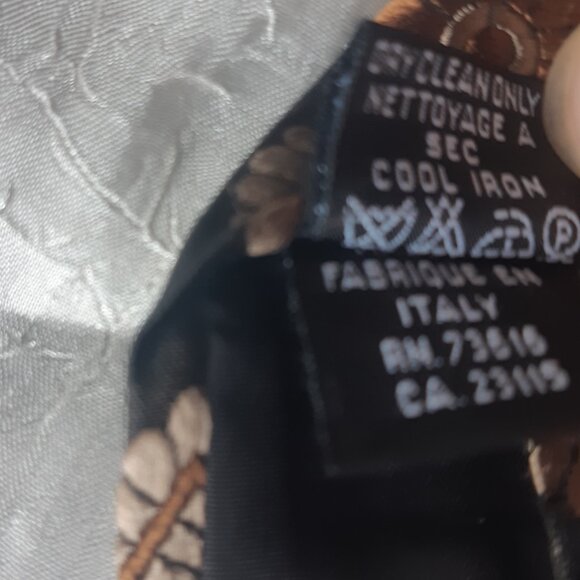 DRY CLEAN ONLY
NETTOYAGE A
SEC
COOL IRON
P
FABRIQUE EN
ITALY
RN. 73616
CA. 23115